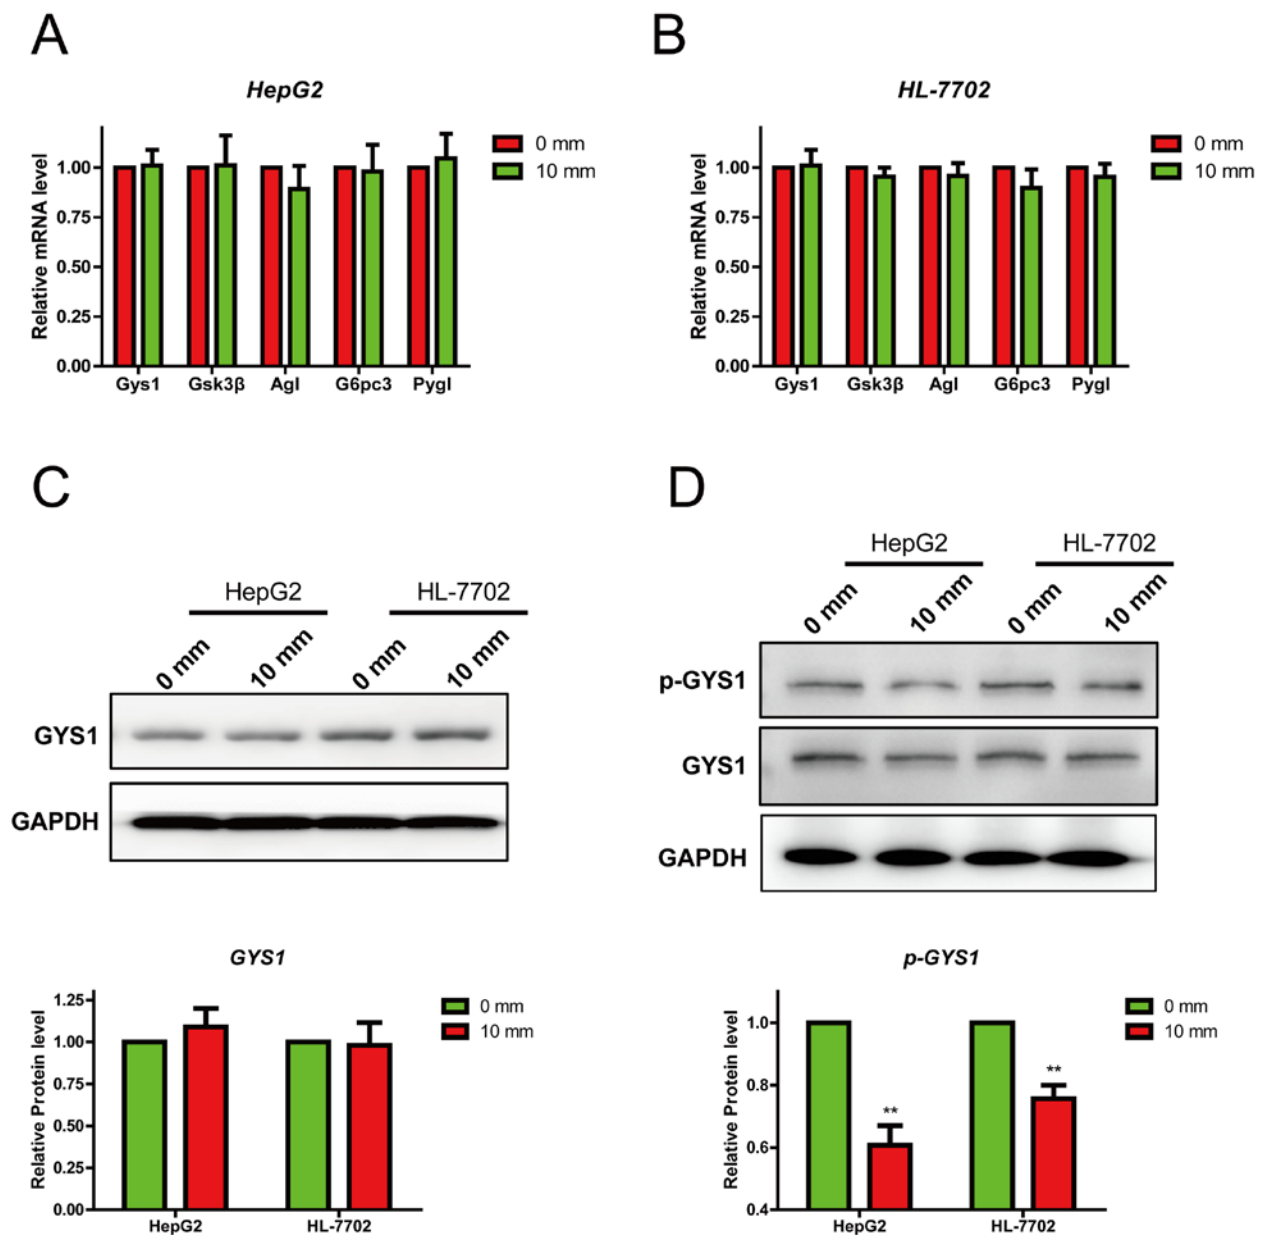 A
HepG2
Relative mRNA level
1.00
0.75
0.50
0.25
0.00
Gys1 Gsk3β Agl G6pc3 Pygl
0 mm
10 mm
B
HL-7702
Relative mRNA level
1.00
0.75
0.50
0.25
0.00
Gys1 Gsk3β Agl G6pc3 Pygl
0 mm
10 mm
C
HepG2 HL-7702
0 mm 10 mm 0 mm 10 mm
GYS1
GAPDH
GYS1
Relative Protein level
1.25
1.00
0.75
0.50
0.25
0.00
HepG2 HL-7702
0 mm
10 mm
D
HepG2 HL-7702
0 mm 10 mm 0 mm 10 mm
p-GYS1
GYS1
GAPDH
p-GYS1
Relative Protein level
1.0
0.8
0.6
0.4
** **
HepG2 HL-7702
0 mm
10 mm